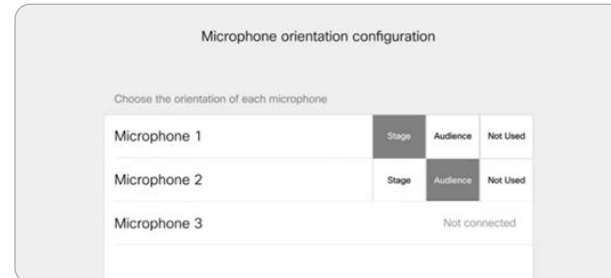 Microphone orientation configuration
Choose the orientation of each microphone
Microphone 1 Stage Audience Not Used
Microphone 2 Stage Audience Not Used
Microphone 3 Not connected